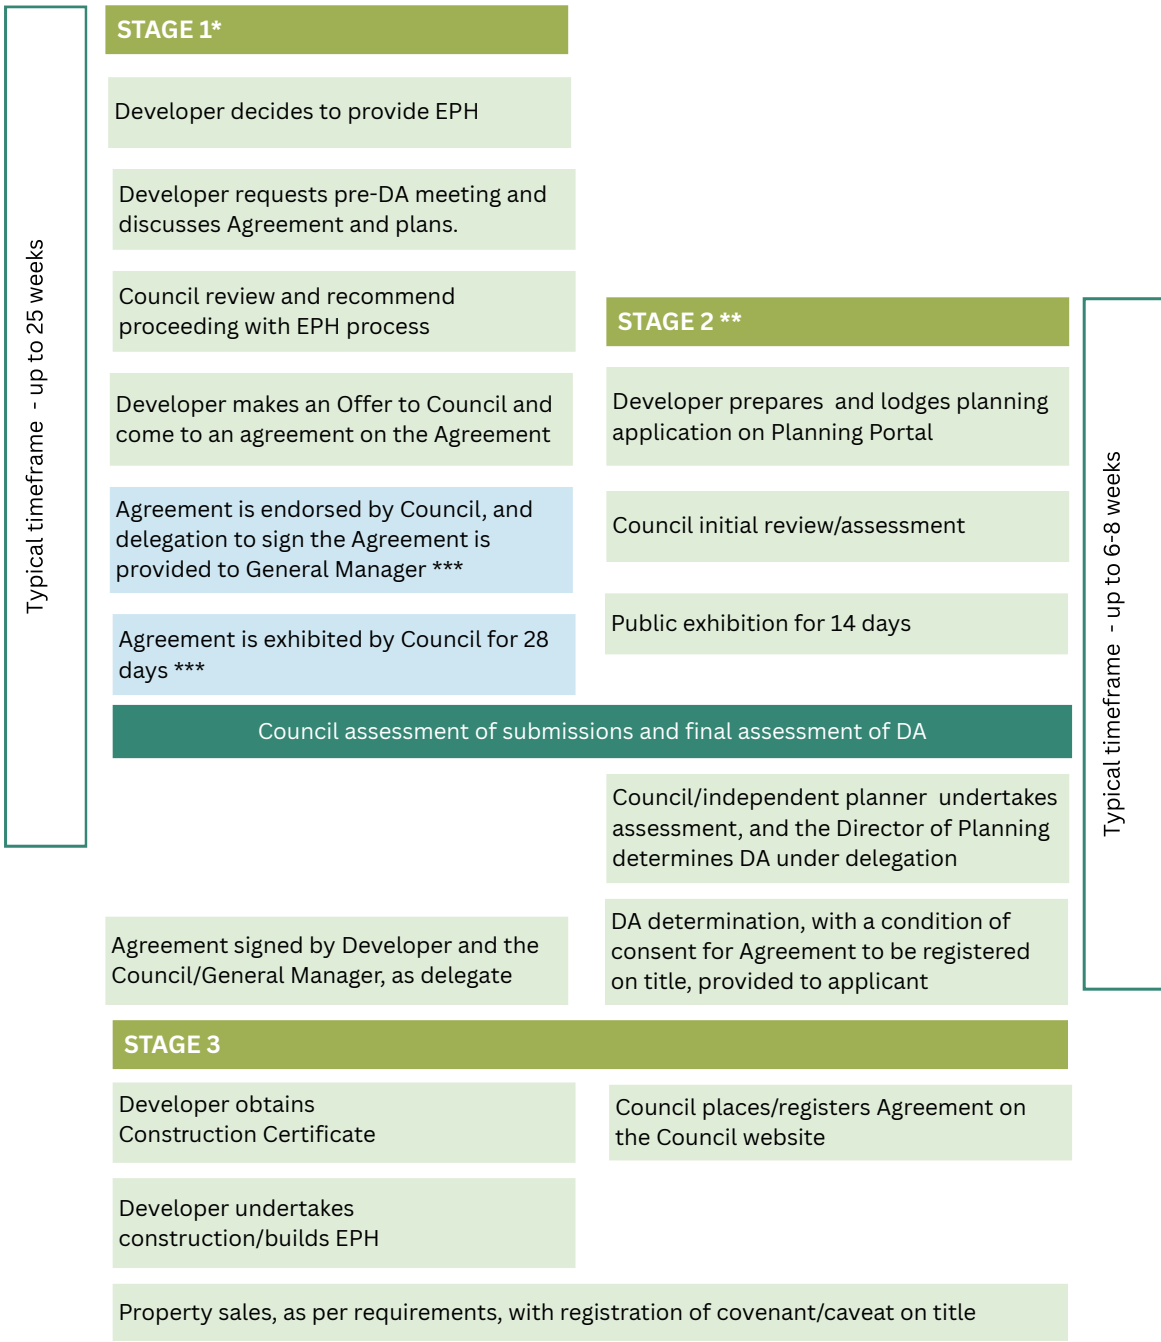 Typical timeframe - up to 25 weeks
STAGE 1*
Developer decides to provide EPH
Developer requests pre-DA meeting and
discusses Agreement and plans.
Council review and recommend
proceeding with EPH process
Developer makes an Offer to Council and
come to an agreement on the Agreement
Agreement is endorsed by Council, and
delegation to sign the Agreement is
provided to General Manager ***
Agreement is exhibited by Council for 28
days ***
STAGE 2 **
Developer prepares and lodges planning
application on Planning Portal
Council initial review/assessment
Public exhibition for 14 days
Typical timeframe - up to 6-8 weeks
Council assessment of submissions and final assessment of DA
Council/independent planner undertakes
assessment, and the Director of Planning
determines DA under delegation
Agreement signed by Developer and the
Council/General Manager, as delegate
DA determination, with a condition of
consent for Agreement to be registered
on title, provided to applicant
STAGE 3
Developer obtains
Construction Certificate
Council places/registers Agreement on
the Council website
Developer undertakes
construction/builds EPH
Property sales, as per requirements, with registration of covenant/caveat on title